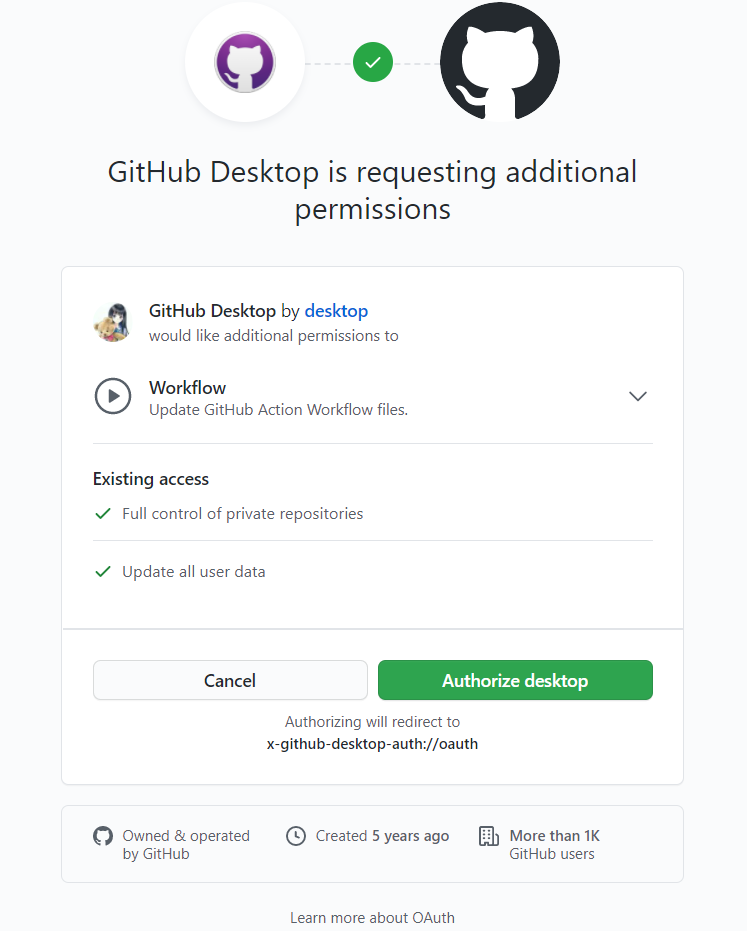 GitHub Desktop is requesting additional
permissions
GitHub Desktop by desktop
would like additional permissions to
Workflow
Update GitHub Action Workflow files.
Existing access
Full control of private repositories
Update all user data
Cancel
Authorize desktop
Authorizing will redirect to
x-github-desktop-auth://oauth
Owned & operated
by GitHub
Created 5 years ago
More than 1K
GitHub users
Learn more about OAuth